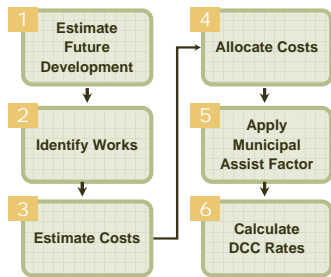 1
Estimate
Future
Development
2
Identify Works
3
Estimate Costs
4
Allocate Costs
5
Apply
Municipal
Assist Factor
6
Calculate
DCC Rates